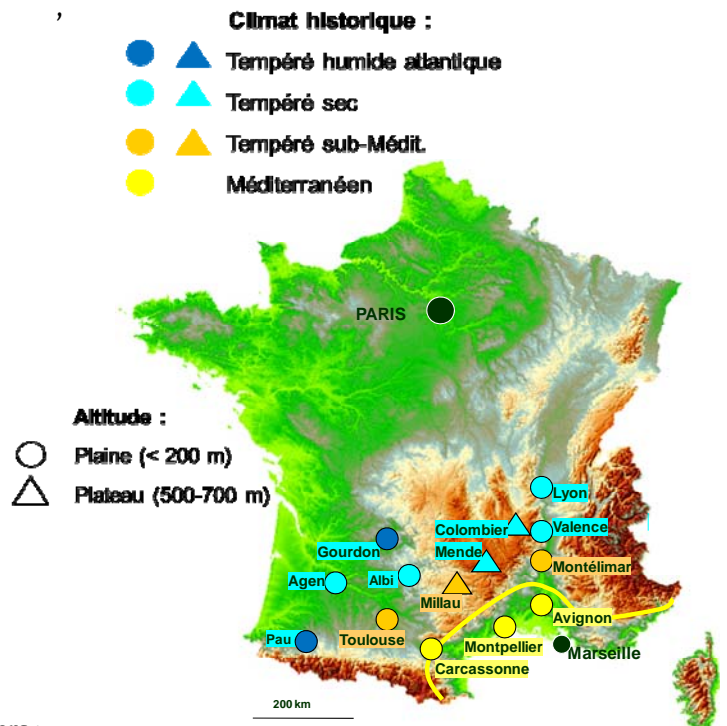 ,
Climat historique :
Tempéré humide atlantique
Tempéré sec
Tempéré sub-Médit.
Méditerranéen
PARIS
Altitude :
Plaine (< 200 m)
Plateau (500-700 m)
Lyon
Colombier
Valence
Gourdon
Mende
Montélimar
Agen
Albi
Millau
Avignon
Pau
Toulouse
Montpellier
Marseille
Carcassonne
200 km